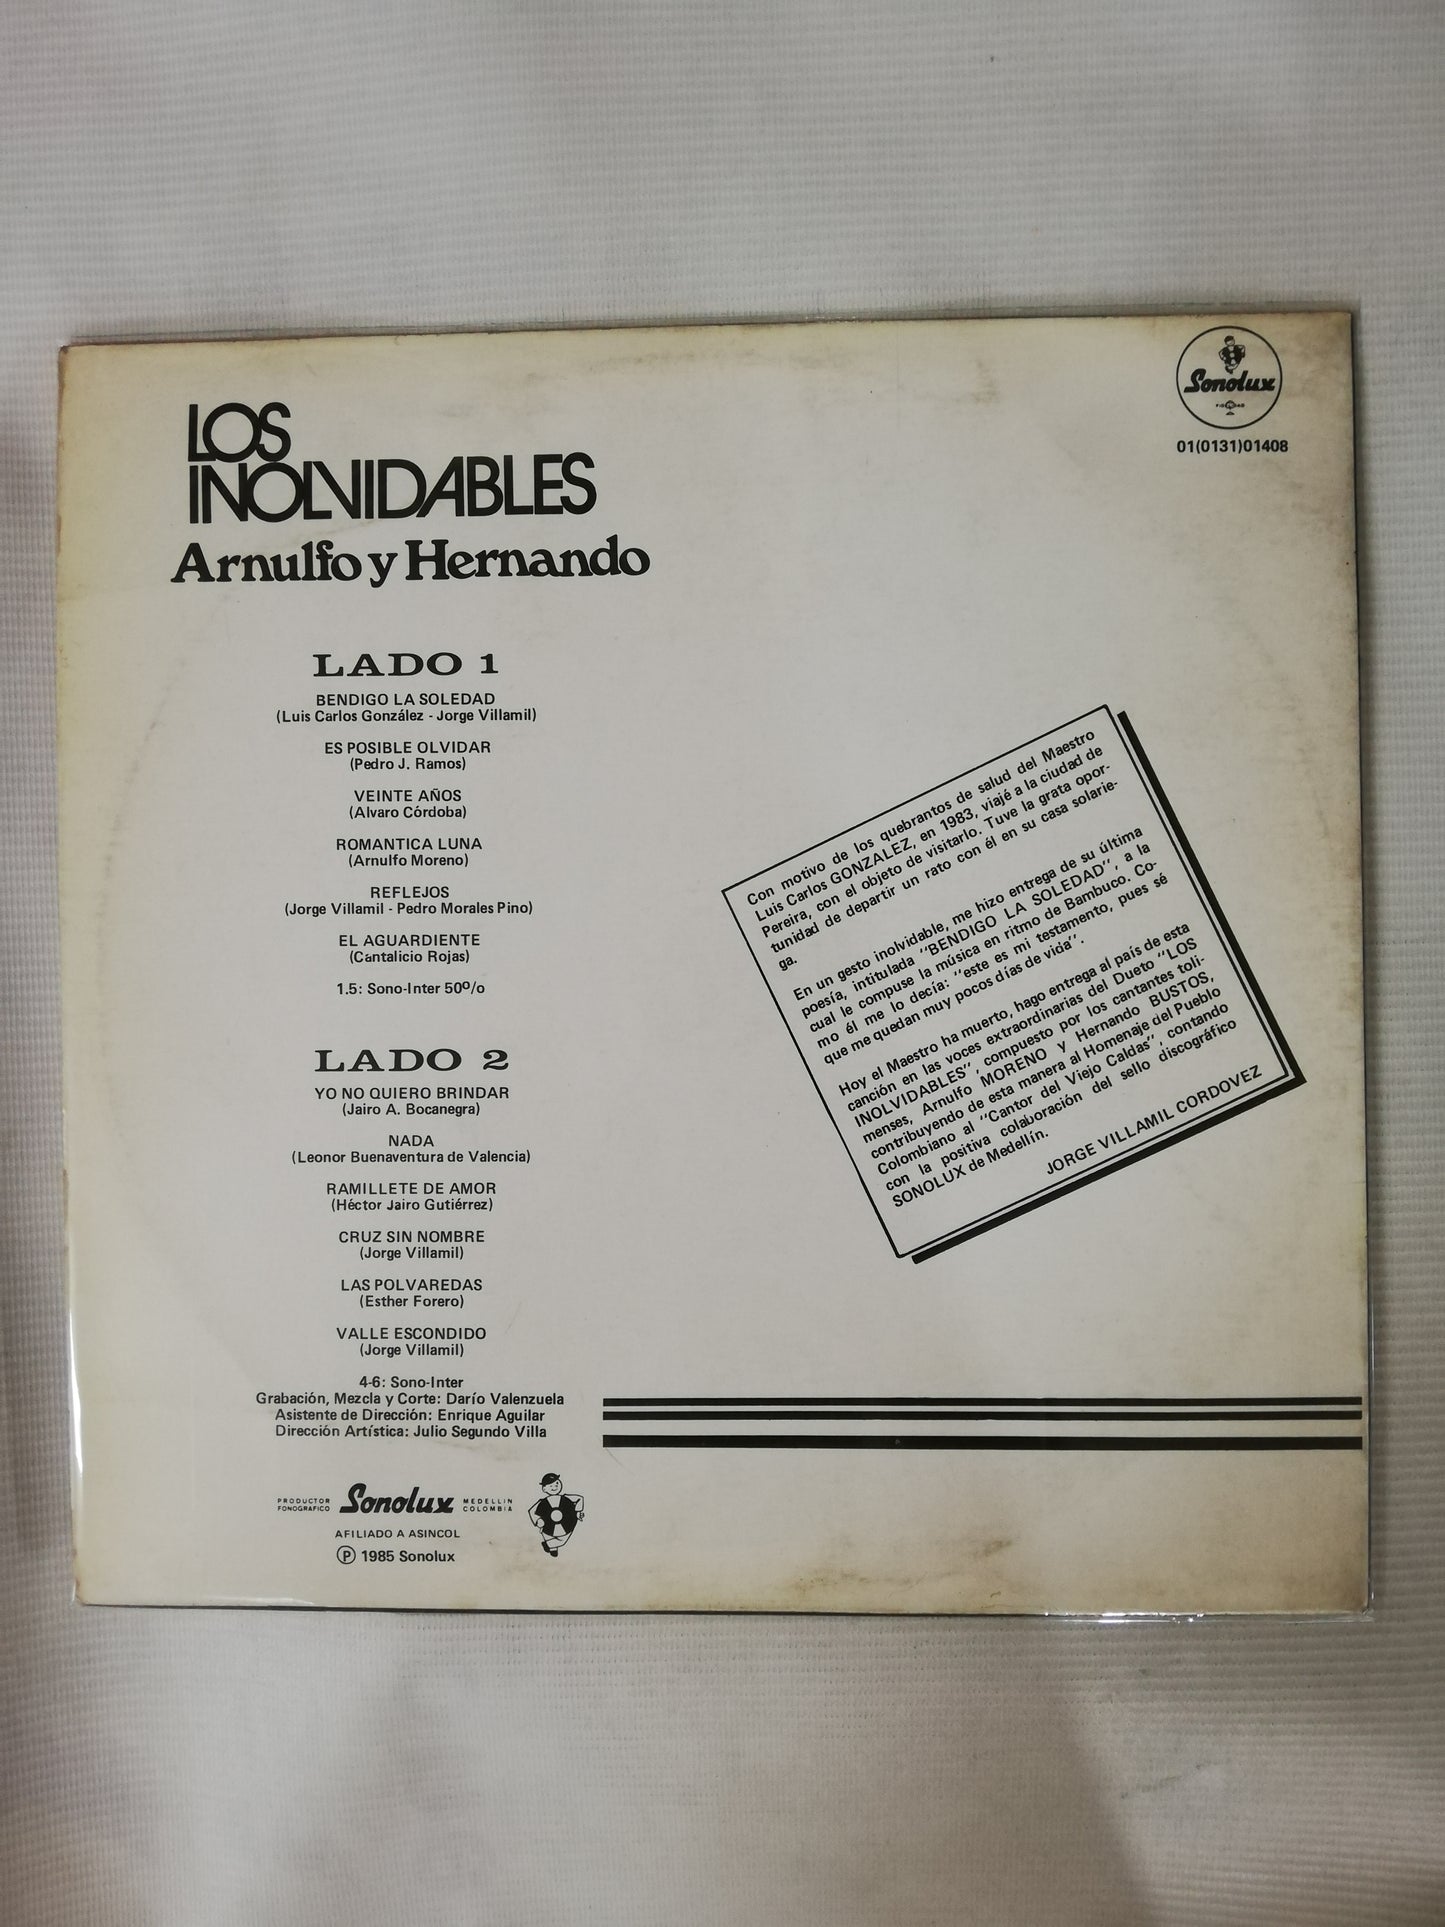 Sonolux
FIDELIDAD
01(0131)01408
LOS
INOLVIDABLES
Arnulfo y Hernando
LADO 1
BENDIGO LA SOLEDAD
(Luis Carlos González - Jorge Villamil)
ES POSIBLE OLVIDAR
(Pedro J. Ramos)
VEINTE AÑOS
(Alvaro Córdoba)
ROMANTICA LUNA
(Arnulfo Moreno)
REFLEJOS
(Jorge Villamil - Pedro Morales Pino)
EL AGUARDIENTE
(Cantalicio Rojas)
1.5: Sono-Inter 50º/o
LADO 2
YO NO QUIERO BRINDAR
(Jairo A. Bocanegra)
NADA
(Leonor Buenaventura de Valencia)
RAMILLETE DE AMOR
(Héctor Jairo Gutiérrez)
CRUZ SIN NOMBRE
(Jorge Villamil)
LAS POLVAREDAS
(Esther Forero)
VALLE ESCONDIDO
(Jorge Villamil)
4-6: Sono-Inter
Grabación, Mezcla y Corte: Darío Valenzuela
Asistente de Dirección: Enrique Aguilar
Dirección Artística: Julio Segundo Villa
PRODUCTOR
FONOGRAFICO
Sonolux
MEDELLIN
COLOMBIA
AFILIADO A ASINCOL
Ⓟ 1985 Sonolux
Con motivo de los quebrantos de salud del Maestro
Luis Carlos GONZALEZ, en 1983, viajé a la ciudad de
Pereira, con el objeto de visitarlo. Tuve la grata opor-
tunidad de departir un rato con él en su casa solarie-
ga.
En un gesto inolvidable, me hizo entrega de su última
poesía, intitulada "BENDIGO LA SOLEDAD", a la
cual le compuse la música en ritmo de Bambuco. Co-
mo él me lo decía: "este es mi testamento, pues sé
que me quedan muy pocos días de vida".
Hoy el Maestro ha muerto, hago entrega al país de esta
canción en las voces extraordinarias del Dueto "LOS
INOLVIDABLES", compuesto por los cantantes toli-
menses, Arnulfo MORENO y Hernando BUSTOS,
contribuyendo de esta manera al Homenaje del Pueblo
Colombiano al "Cantor del Viejo Caldas", contando
con la positiva colaboración del sello discográfico
SONOLUX de Medellín.
JORGE VILLAMIL CORDOVEZ